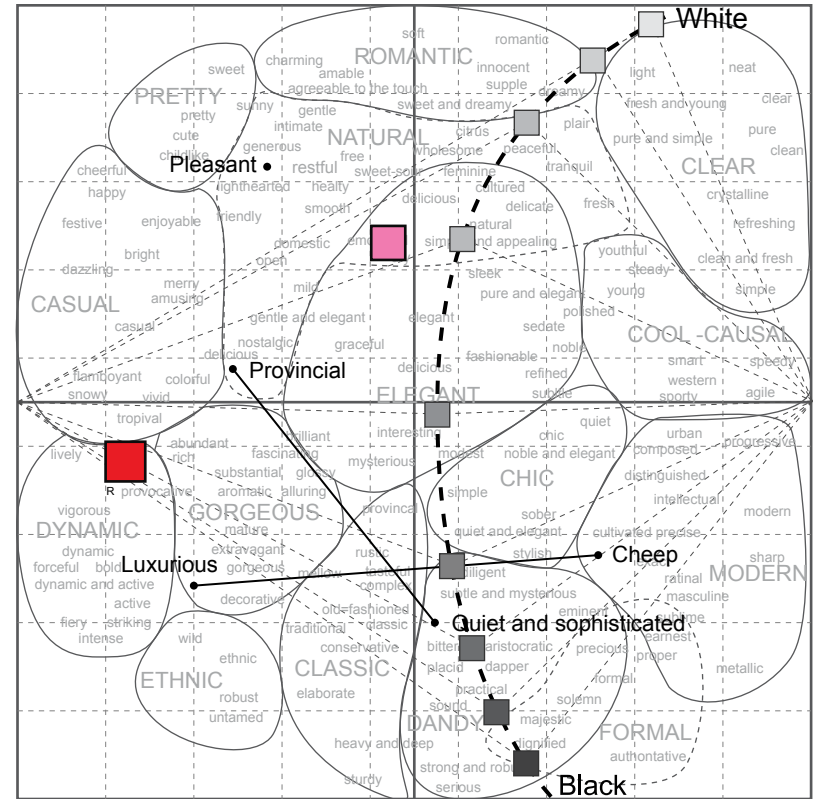 White
soft
romantic
charming
ROMANTIC
innocent
sweet
amable
supple
light
neat
agreeable to the touch
dreamy
PRETTY
sunny
gentle
sweet and dreamy
fresh and young
clear
pretty
intimate
citrus
plair
pure
cute
generous
NATURAL
wholesome
peaceful
pure and simple
clean
childlike
free
Pleasant
restful
sweet-sour
feminine
tranquil
CLEAR
cheerful
happy
lighthearted
healty
cultured
crystalline
smooth
delicious
delicate
fresh
festive
enjoyable
friendly
natural
refreshing
domestic
simple and appealing
bright
open
youthful
clean and fresh
dazzling
sleek
steady
merry
mild
pure and elegant
young
simple
amusing
CASUAL
polished
casual
gentle and elegant
elegant
sedate
COOL -CAUSAL
nostalgic
graceful
noble
delicious
fashionable
smart
speedy
Provincial
delicious
refined
flamboyant
colorful
western
snowy
vivid
ELEGANT
subtle
sporty
agile
tropival
quiet
interesting
brilliant
chic
urban
abundant
progressive
lively
rich
fascinating
modest
noble and elegant
composed
mysterious
substantial
glossy
CHIC
distinguished
R
provocative
aromatic
alluring
simple
intellectual
vigorous
GORGEOUS
provincal
sober
modern
DYNAMIC
mature
quiet and elegant
cultivated precise
dynamic
extravagant
rustic
stylish
Cheep
sharp
forceful
bold
Luxurious
gorgeous
mellow
tasteful
diligent
ratinal
MODERN
dynamic and active
complex
subtle and mysterious
masculine
active
decorative
old=fashioned
eminent
sublime
fiery
striking
traditional
classic
Quiet and sophisticated
intense
wild
conservative
bitter
aristocratic
precious
earnest
proper
ethnic
CLASSIC
placid
dapper
metallic
ETHNIC
formal
robust
elaborate
practical
solemn
untamed
sound
DANDY
majestic
FORMAL
heavy and deep
dignified
authontative
sturdy
strong and robust
serious
Black